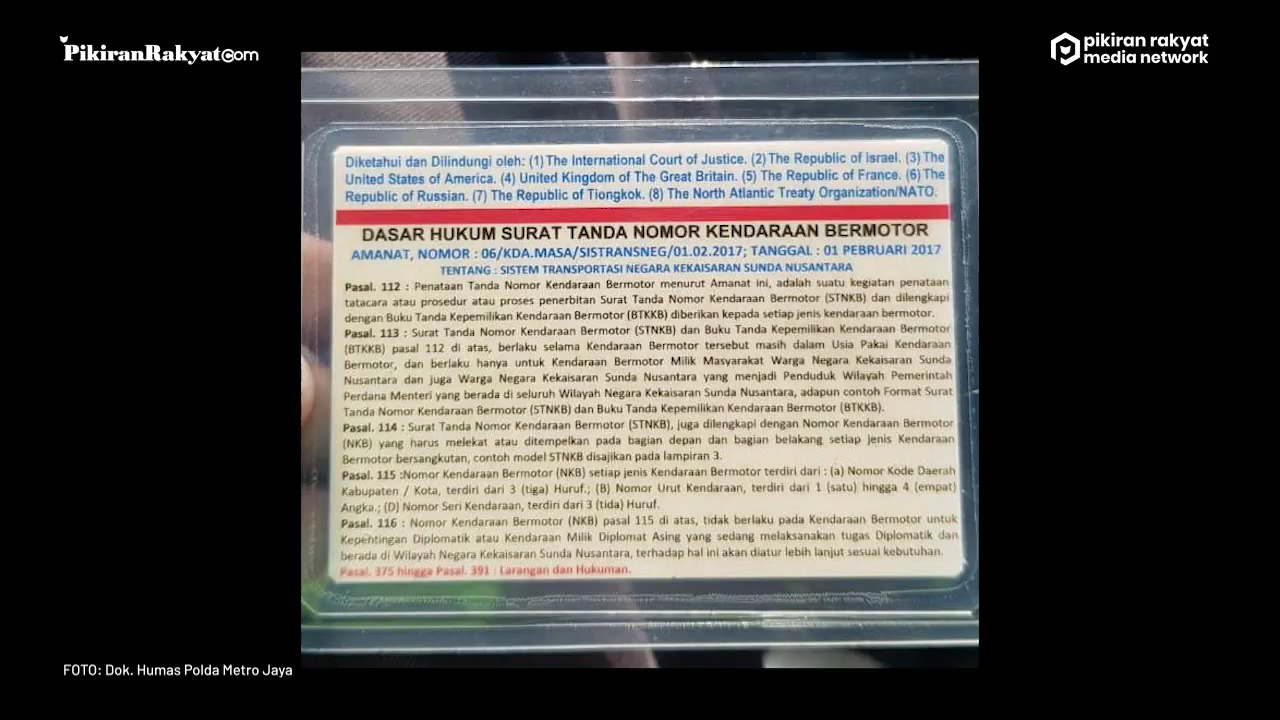 PikiranRakyat.com
pikiran rakyat
media network
Diketahui dan Dilindungi oleh: (1) The International Court of Justice. (2) The Republic of Israel. (3) The
United States of America. (4) United Kingdom of The Great Britain. (5) The Republic of France. (6) The
Republic of Russian. (7) The Republic of Tiongkok. (8) The North Atlantic Treaty Organization/NATO.
DASAR HUKUM SURAT TANDA NOMOR KENDARAAN BERMOTOR
AMANAT, NOMOR : 06/KDA.MASA/SISTRANSNEG/01.02.2017; TANGGAL : 01 PEBRUARI 2017
TENTANG : SISTEM TRANSPORTASI NEGARA KEKAISARAN SUNDA NUSANTARA
Pasal. 112 : Penataan Tanda Nomor Kendaraan Bermotor menurut Amanat ini, adalah suatu kegiatan penataan
tatacara atau prosedur atau proses penerbitan Surat Tanda Nomor Kendaraan Bermotor (STNKB) dan dilengkapi
dengan Buku Tanda Kepemilikan Kendaraan Bermotor (BTKKB) diberikan kepada setiap jenis kendaraan bermotor.
Pasal. 113 : Surat Tanda Nomor Kendaraan Bermotor (STNKB) dan Buku Tanda Kepemilikan Kendaraan Bermotor
(BTKKB) pasal 112 di atas, berlaku selama Kendaraan Bermotor tersebut masih dalam Usia Pakai Kendaraan
Bermotor, dan berlaku hanya untuk Kendaraan Bermotor Milik Masyarakat Warga Negara Kekaisaran Sunda
Nusantara dan juga Warga Negara Kekaisaran Sunda Nusantara yang menjadi Penduduk Wilayah Pemerintah
Perdana Menteri yang berada di seluruh Wilayah Negara Kekaisaran Sunda Nusantara, adapun contoh Format Surat
Tanda Nomor Kendaraan Bermotor (STNKB) dan Buku Tanda Kepemilikan Kendaraan Bermotor (BTKKB).
Pasal. 114 : Surat Tanda Nomor Kendaraan Bermotor (STNKB), juga dilengkapi dengan Nomor Kendaraan Bermotor
(NKB) yang harus melekat atau ditempelkan pada bagian depan dan bagian belakang setiap jenis Kendaraan
Bermotor bersangkutan, contoh model STNKB disajikan pada lampiran 3.
Pasal. 115 :Nomor Kendaraan Bermotor (NKB) setiap jenis Kendaraan Bermotor terdiri dari : (a) Nomor Kode Daerah
Kabupaten / Kota, terdiri dari 3 (tiga) Huruf.; (B) Nomor Urut Kendaraan, terdiri dari 1 (satu) hingga 4 (empat)
Angka.; (D) Nomor Seri Kendaraan, terdiri dari 3 (tida) Huruf.
Pasal. 116 : Nomor Kendaraan Bermotor (NKB) pasal 115 di atas, tidak berlaku pada Kendaraan Bermotor untuk
Kepentingan Diplomatik atau Kendaraan Milik Diplomat Asing yang sedang melaksanakan tugas Diplomatik dan
berada di Wilayah Negara Kekaisaran Sunda Nusantara, terhadap hal ini akan diatur lebih lanjut sesuai kebutuhan.
Pasal. 375 hingga Pasal. 391 : Larangan dan Hukuman.
FOTO: Dok. Humas Polda Metro Jaya